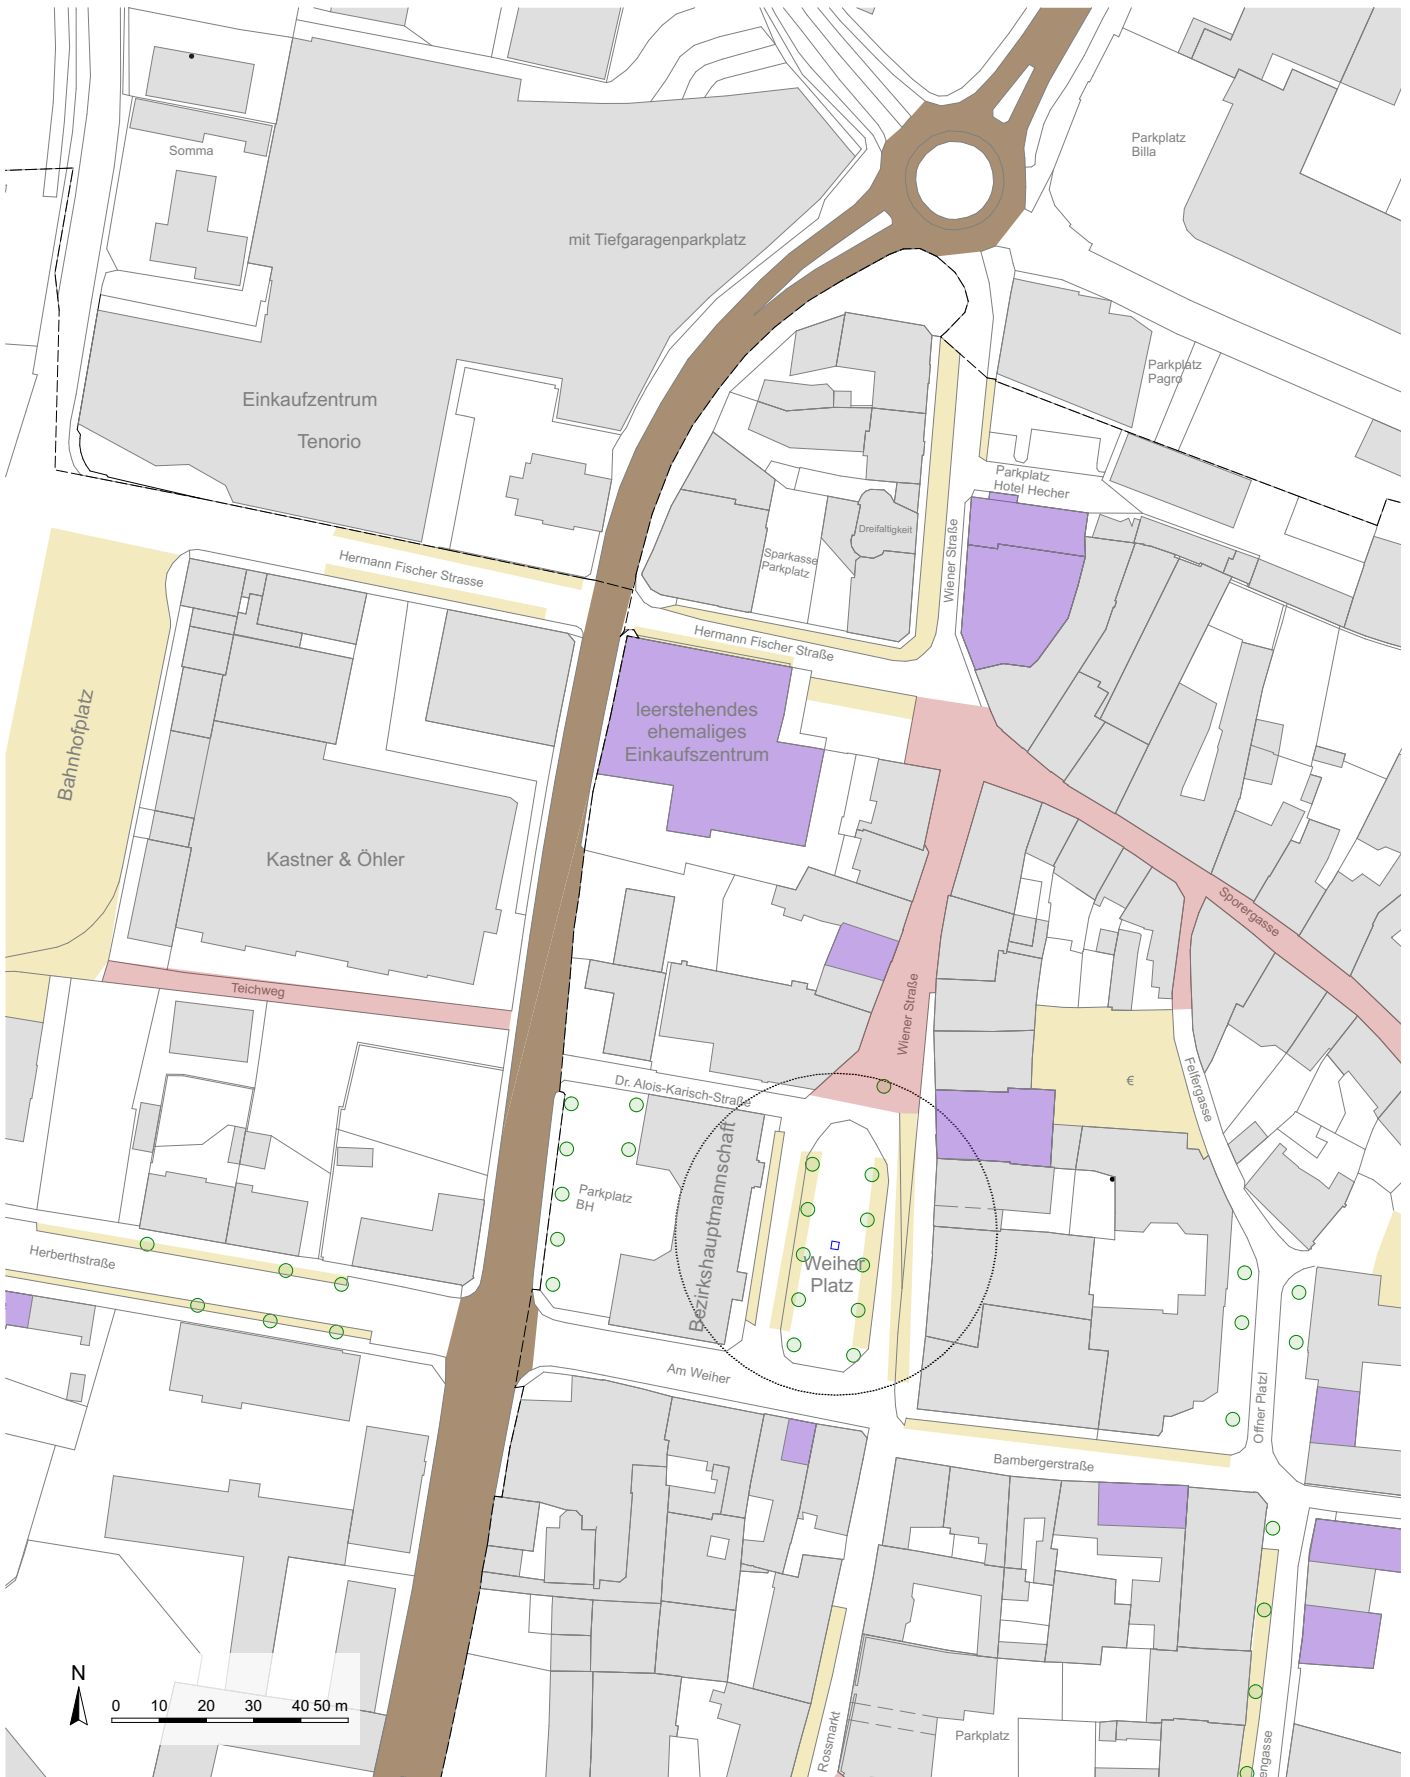 Somma
Parkplatz
Billa
mit Tiefgaragenparkplatz
Einkaufzentrum
Tenorio
Parkplatz
Pagro
Parkplatz
Hotel Hecher
Dreifaltigkeit
Sparkasse
Parkplatz
Wiener Straße
Hermann Fischer Strasse
Hermann Fischer Straße
Bahnhofplatz
leerstehendes
ehemaliges
Einkaufszentrum
Kastner & Öhler
Sporergasse
Teichweg
Wiener Straße
Felfergasse
€
Dr. Alois-Karisch-Straße
Bezirkshauptmannschaft
Parkplatz
BH
Weiher
Platz
Herberthstraße
Am Weiher
Offner Platzl
Bambergerstraße
Rossmarkt
Parkplatz
engasse
N
0 10 20 30 40 50 m